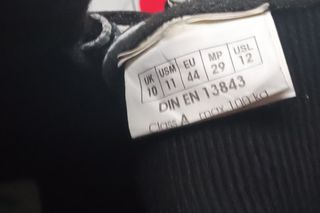 UK USM EU MP USL
10 11 44 29 12
DIN EN 13843
Class A max 100 kg